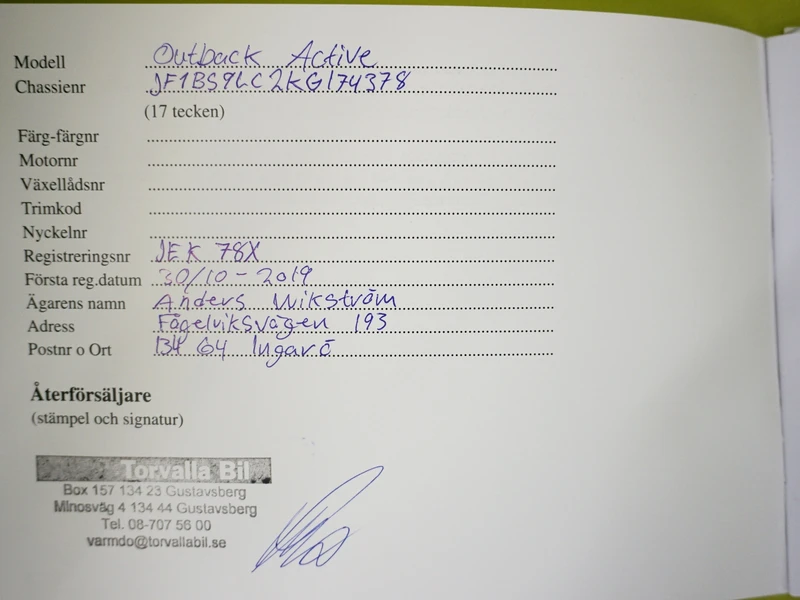 Modell Outback Active
Chassienr JF1BS9LC2KG174378
(17 tecken)
Färg-färgnr
Motornr
Växellådsnr
Trimkod
Nyckelnr
Registreringsnr JEK 78X
Första reg.datum 30/10-2019
Ägarens namn Anders Wikström
Adress Fågelviksvägen 193
Postnr o Ort 134 64 Ingarö
Återförsäljare
(stämpel och signatur)
Torvalla Bil
Box 157 134 23 Gustavsberg
Minosväg 4 134 44 Gustavsberg
Tel. 08-707 56 00
varmdo@torvallabil.se